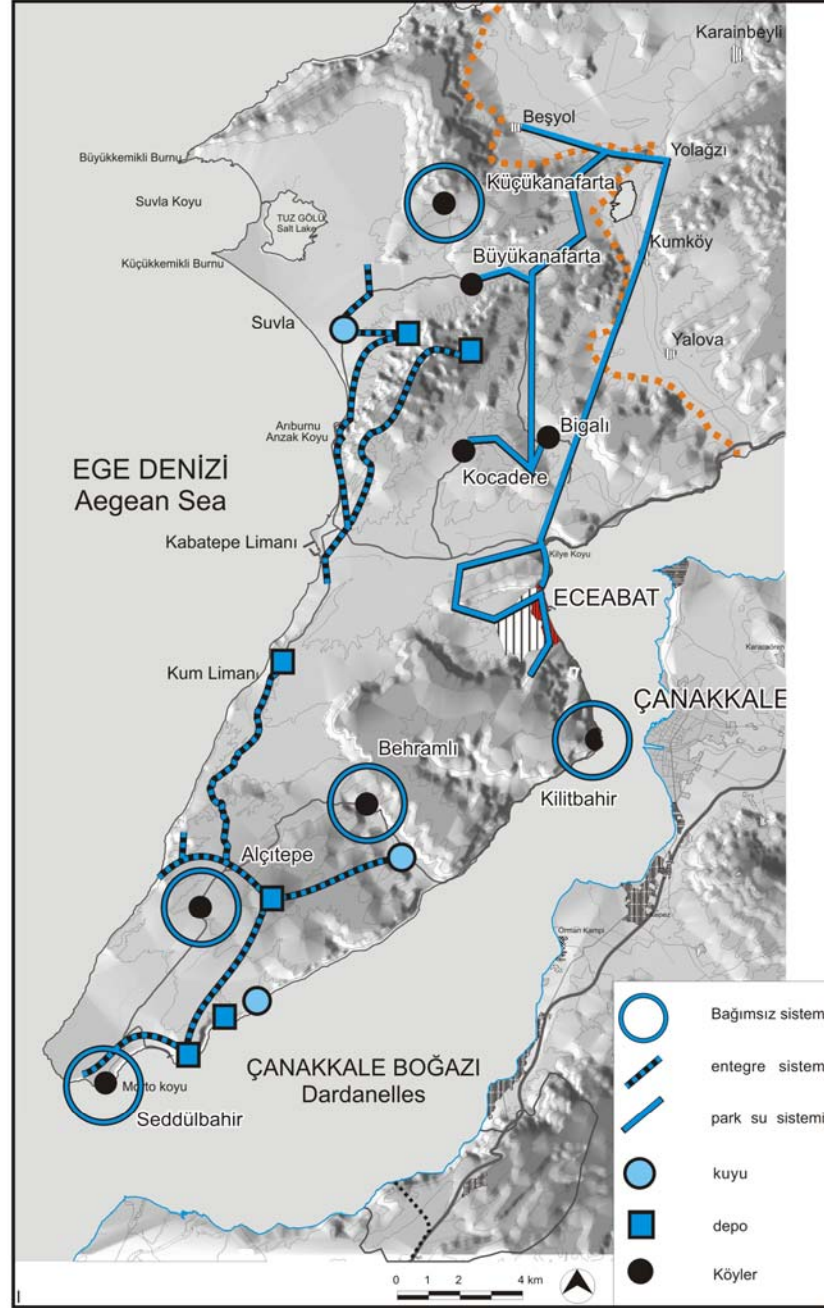 Karainbeyli
Beşyol
Yolağzı
Büyükkemikli Burnu
Küçükanafarta
Suvla Koyu
TUZ GÖLÜ
Salt Lake
Kumköy
Büyükanafarta
Küçükkemikli Burnu
Suvla
Yalova
Arıburnu
Anzak Koyu
Bigalı
EGE DENİZİ
Aegean Sea
Kocadere
Kabatepe Limanı
Kilye Koyu
ECEABAT
Kum Limanı
ÇANAKKALE
Behramlı
Kilitbahir
Alçıtepe
Orman Kampı
ÇANAKKALE BOĞAZI
Dardanelles
Morto koyu
Seddülbahir
Bağımsız sistem
entegre sistem
park su sistemi
kuyu
depo
Köyler
0 1 2 4 km